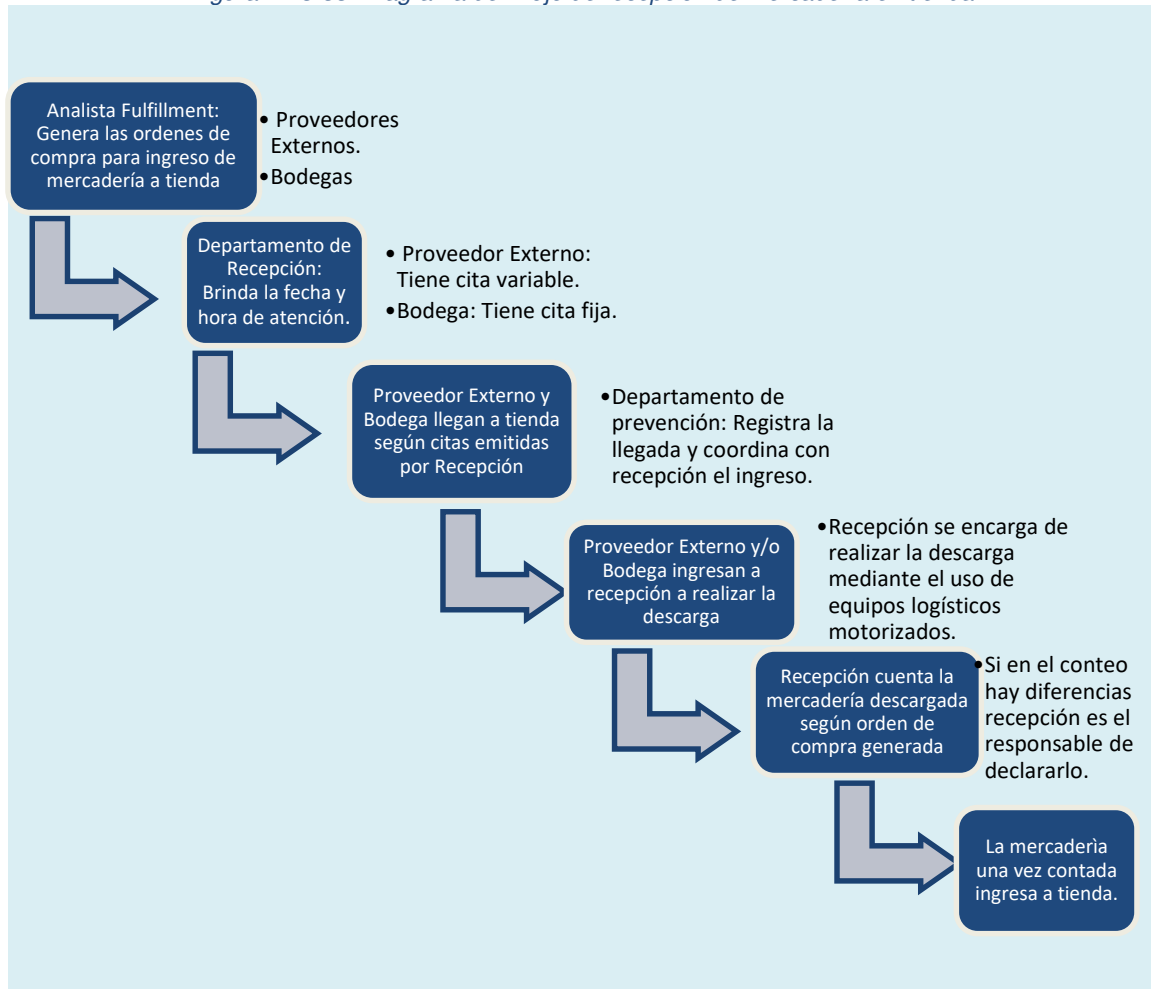 Analista Fulfillment:
Genera las ordenes de
compra para ingreso de
mercadería a tienda
• Proveedores
Externos.
•Bodegas
Departamento de
Recepción:
Brinda la fecha y
hora de atención.
• Proveedor Externo:
Tiene cita variable.
•Bodega: Tiene cita fija.
Proveedor Externo y
Bodega llegan a tienda
según citas emitidas
por Recepción
•Departamento de
prevención: Registra la
llegada y coordina con
recepción el ingreso.
Proveedor Externo y/o
Bodega ingresan a
recepción a realizar la
descarga
•Recepción se encarga de
realizar la descarga
mediante el uso de
equipos logísticos
motorizados.
Recepción cuenta la
mercadería descargada
según orden de
compra generada
•Si en el conteo
hay diferencias
recepción es el
responsable de
declararlo.
La mercaderìa
una vez contada
ingresa a tienda.